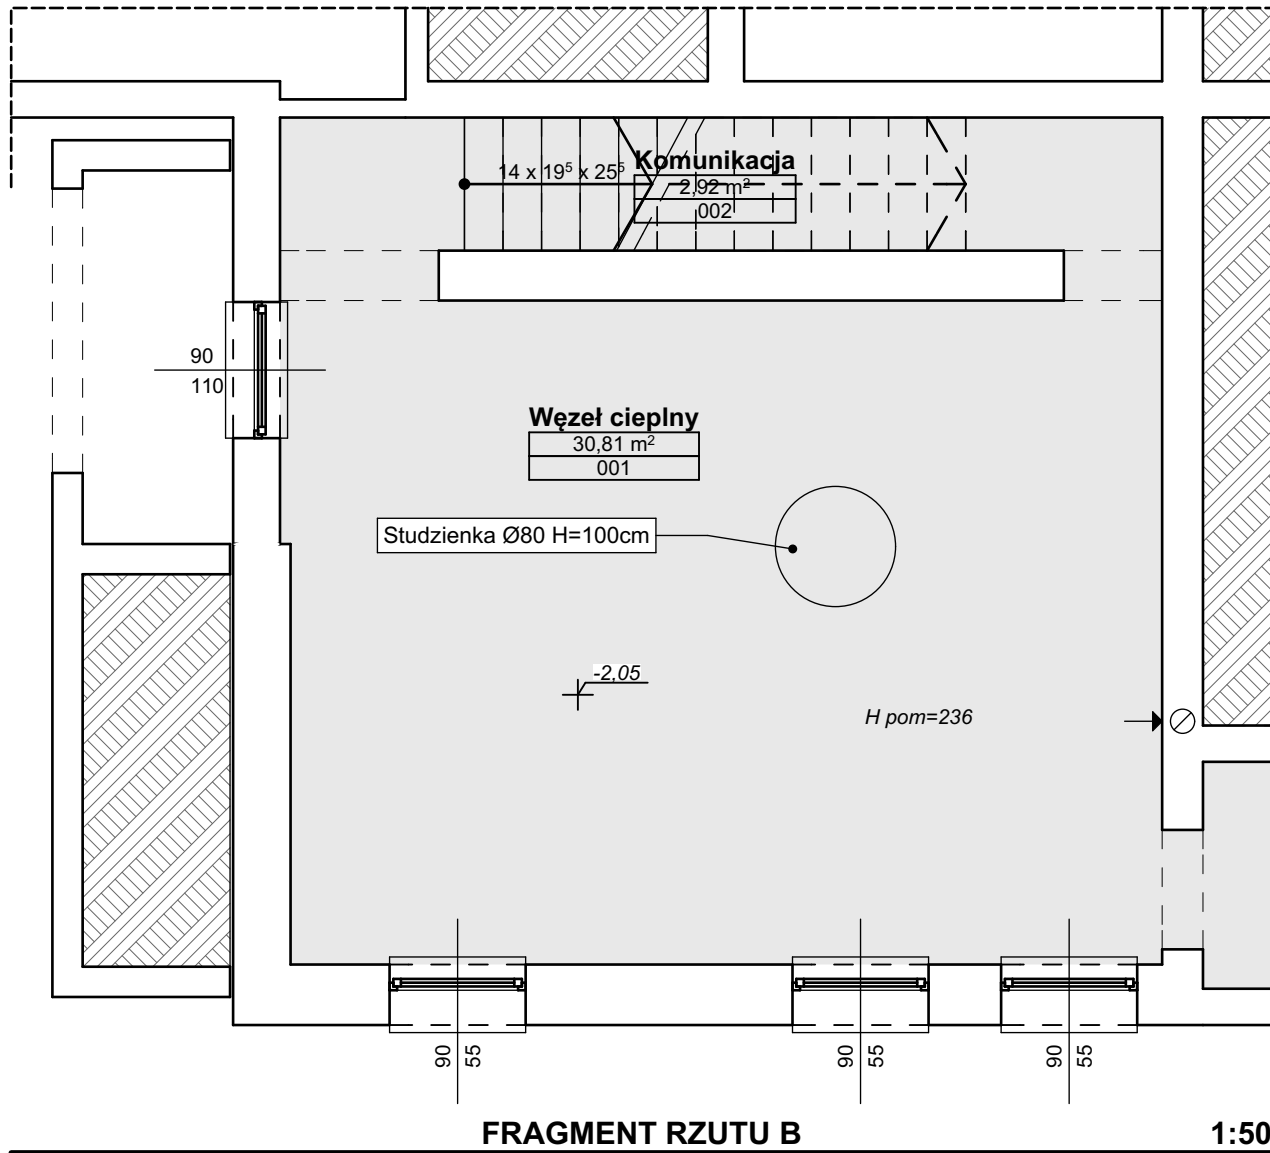 Komunikacja
14 x 19⁵ x 25⁵
2,92 m²
002
90
110
Węzeł cieplny
30,81 m²
001
Studzienka Ø80 H=100cm
-2,05
H pom=236
90
55
90
55
90
55
FRAGMENT RZUTU B 1:50